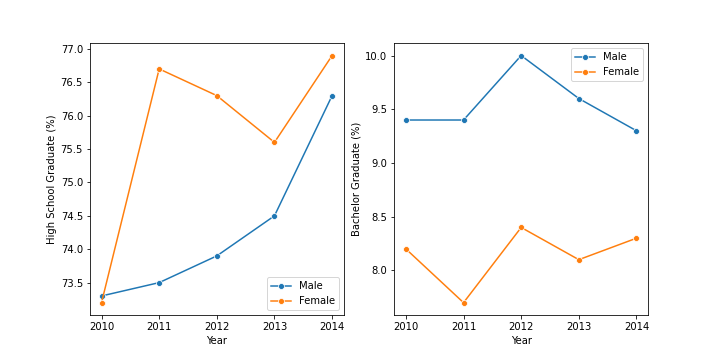 High School Graduate (%)
77.0
76.5
76.0
75.5
75.0
74.5
74.0
73.5
2010 2011 2012 2013 2014
Year
Male
Female
Bachelor Graduate (%)
10.0
9.5
9.0
8.5
8.0
2010 2011 2012 2013 2014
Year
Male
Female